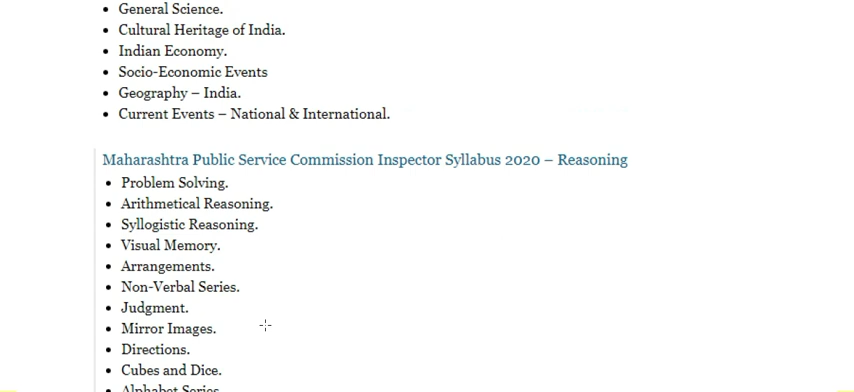 General Science.
Cultural Heritage of India.
Indian Economy.
Socio-Economic Events
Geography – India.
Current Events – National & International.
Maharashtra Public Service Commission Inspector Syllabus 2020 – Reasoning
Problem Solving.
Arithmetical Reasoning.
Syllogistic Reasoning.
Visual Memory.
Arrangements.
Non-Verbal Series.
Judgment.
Mirror Images.
Directions.
Cubes and Dice.
Alphabet Series